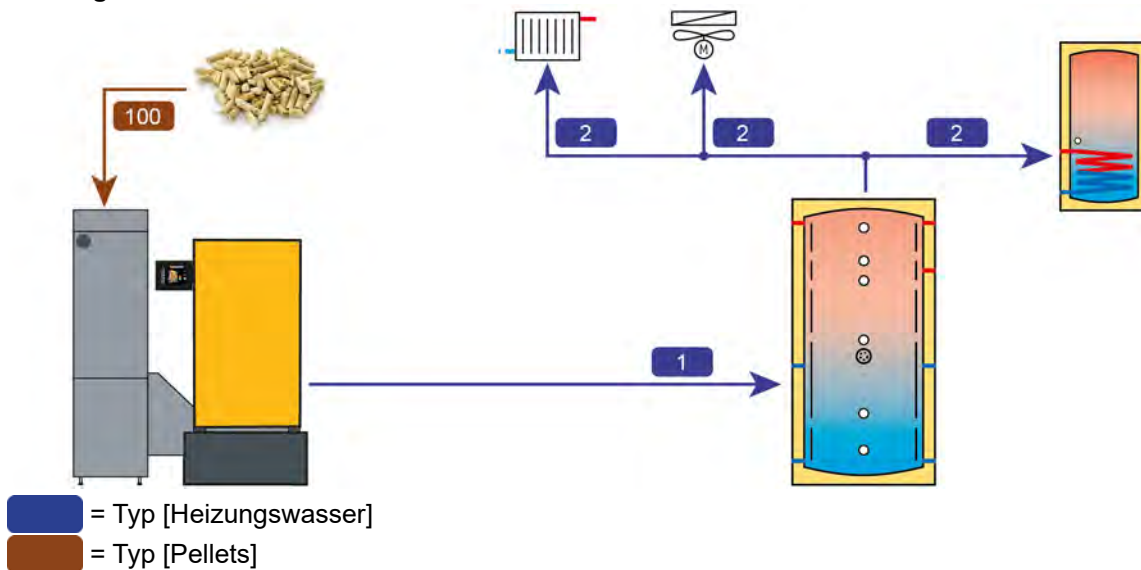 M
100
2
2
2
1
= Typ [Heizungswasser]
= Typ [Pellets]